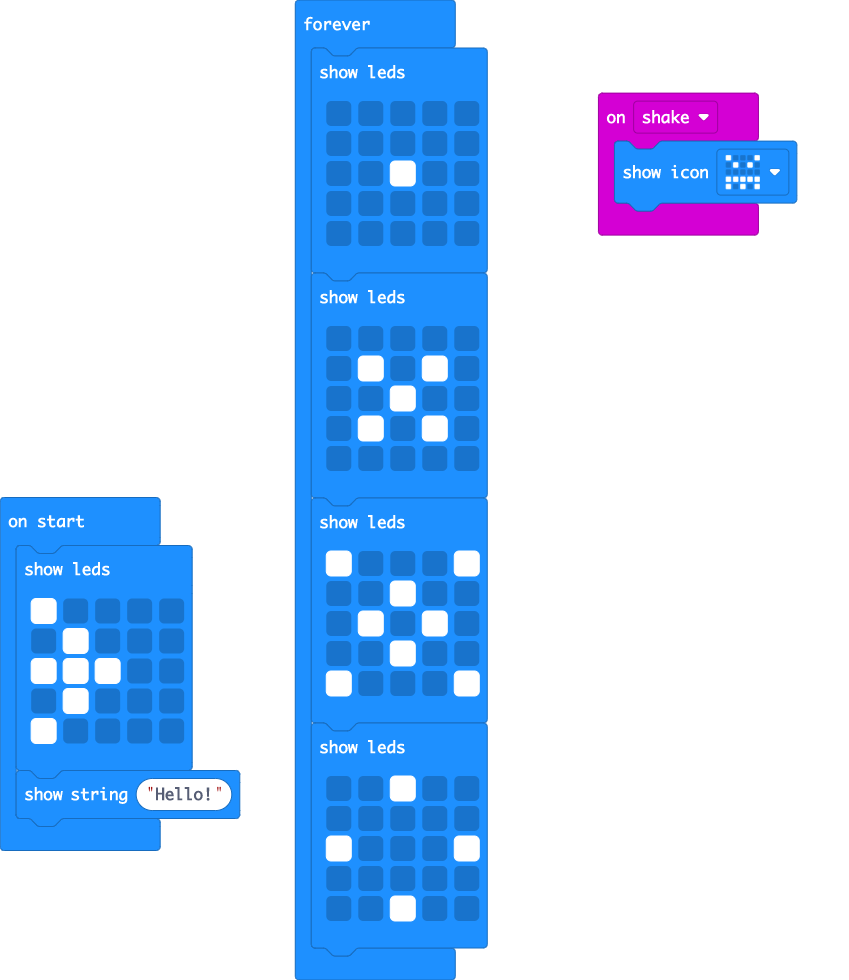 forever
show leds
show leds
show leds
show leds
on shake
show icon
on start
show leds
show string "Hello!"